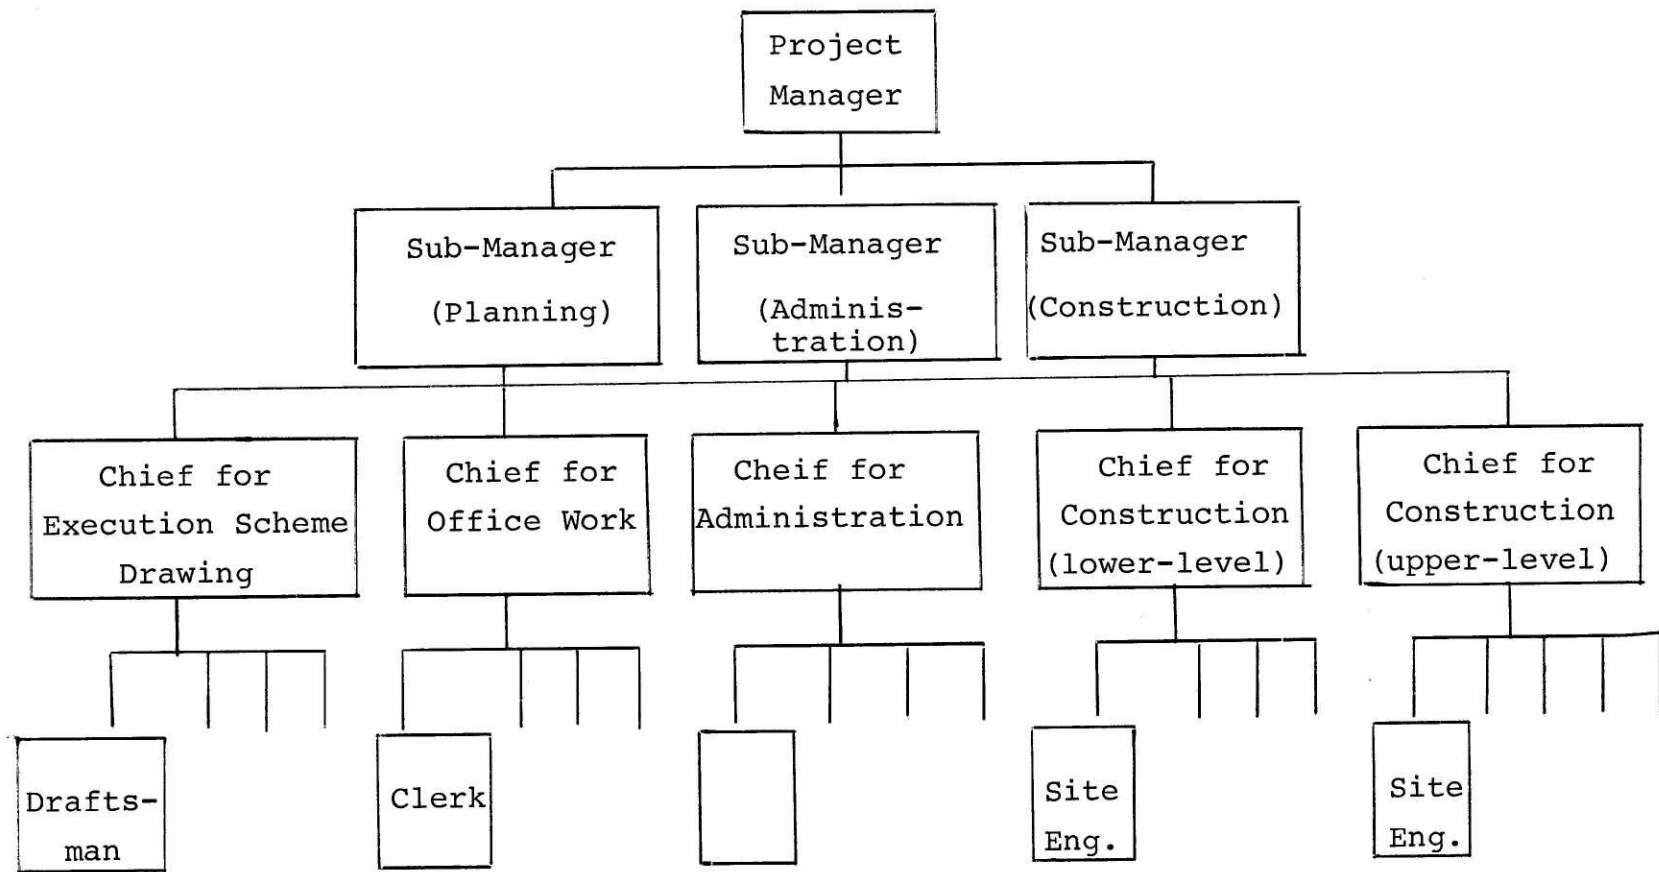 Project
Manager
Sub-Manager
(Planning)
Sub-Manager
(Adminis-
tration)
Sub-Manager
(Construction)
Chief for
Execution Scheme
Drawing
Chief for
Office Work
Cheif for
Administration
Chief for
Construction
(lower-level)
Chief for
Construction
(upper-level)
Drafts-
man
Clerk
Site
Eng.
Site
Eng.